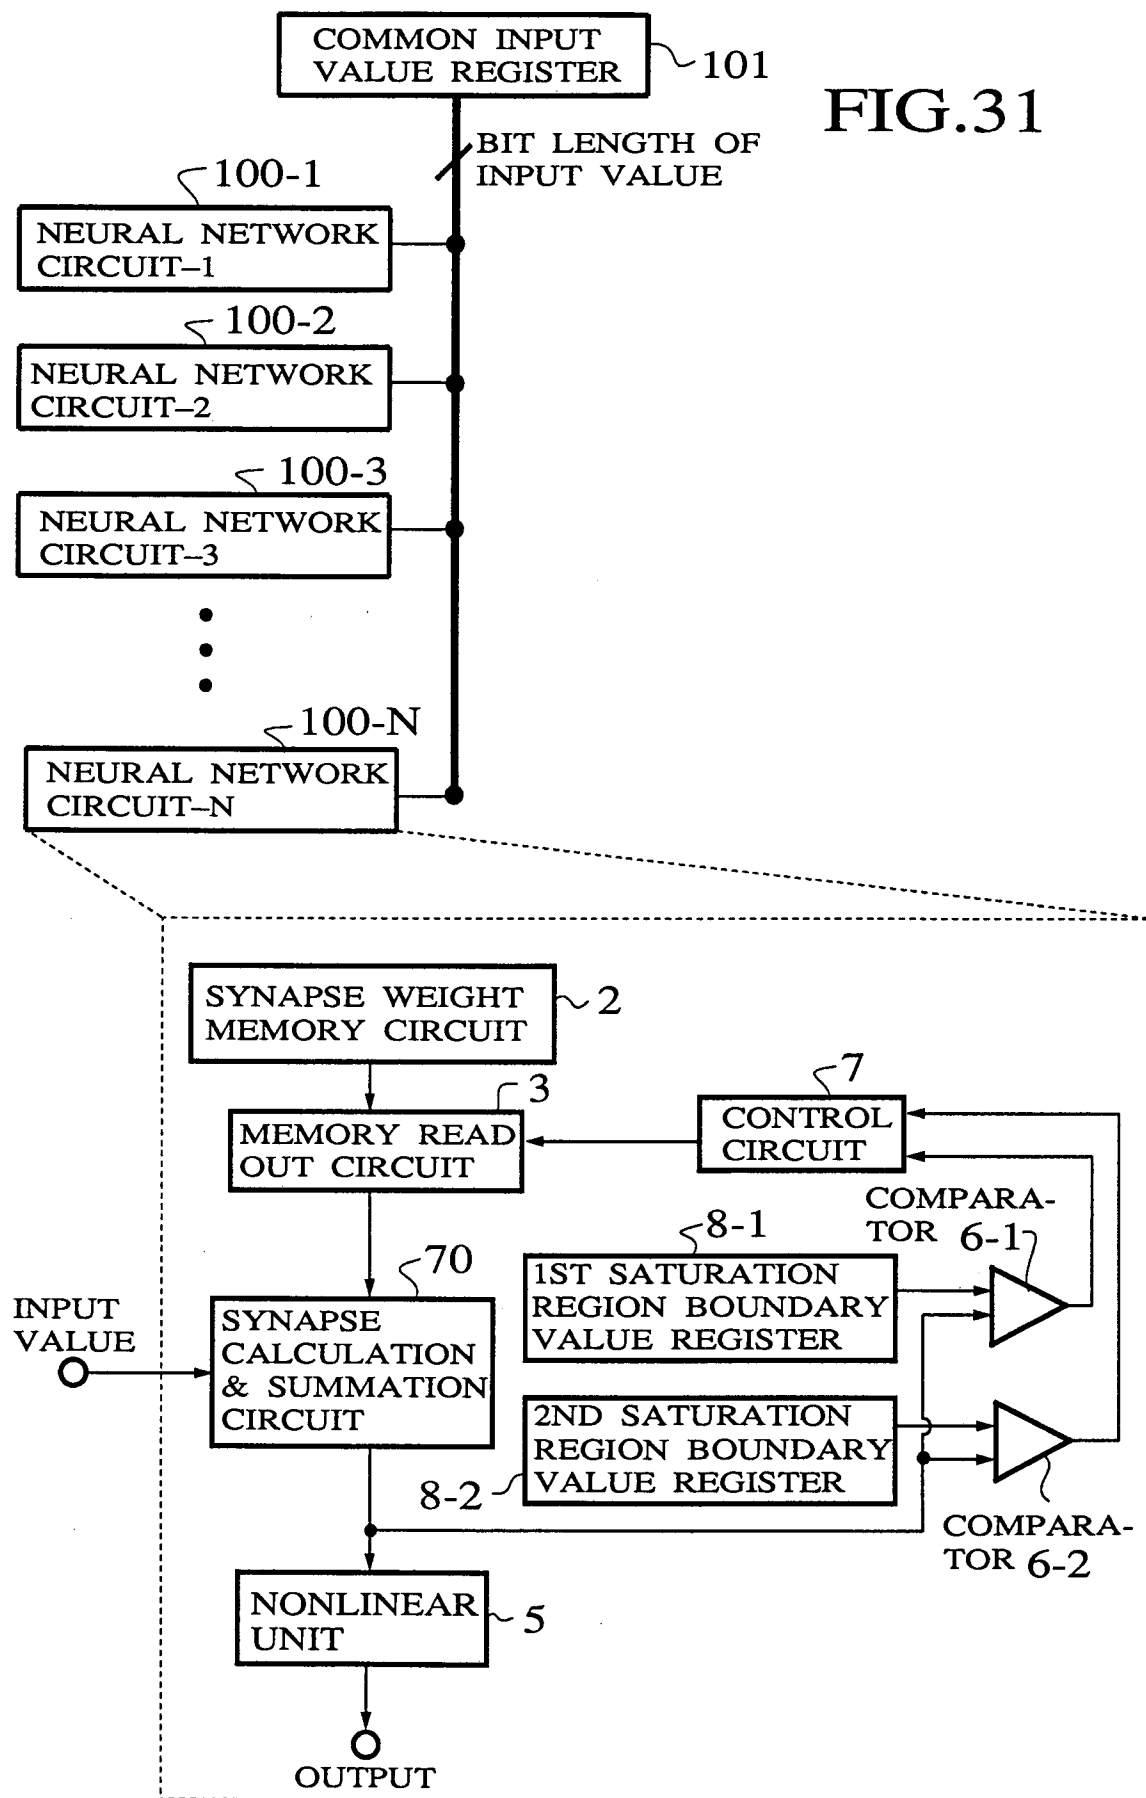 COMMON INPUT
VALUE REGISTER
101
FIG.31
BIT LENGTH OF
INPUT VALUE
100-1
NEURAL NETWORK
CIRCUIT–1
100-2
NEURAL NETWORK
CIRCUIT–2
100-3
NEURAL NETWORK
CIRCUIT–3
100-N
NEURAL NETWORK
CIRCUIT–N
SYNAPSE WEIGHT
MEMORY CIRCUIT
2
3
MEMORY READ
OUT CIRCUIT
7
CONTROL
CIRCUIT
COMPARA-
TOR 6-1
8-1
1ST SATURATION
REGION BOUNDARY
VALUE REGISTER
70
SYNAPSE
CALCULATION
& SUMMATION
CIRCUIT
INPUT
VALUE
2ND SATURATION
REGION BOUNDARY
VALUE REGISTER
8-2
COMPARA-
TOR 6-2
NONLINEAR
UNIT
5
OUTPUT